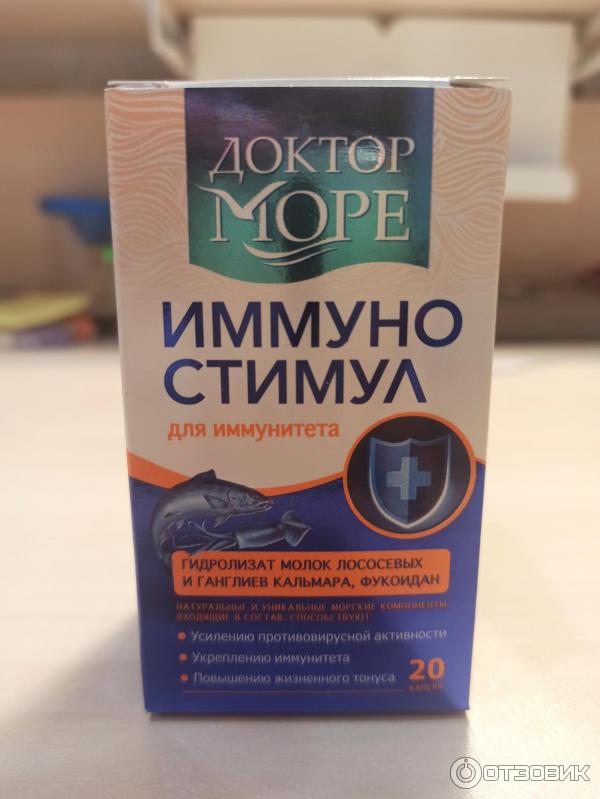 ДОКТОР
МОРЕ
ИММУНО
СТИМУЛ
для иммунитета
ГИДРОЛИЗАТ МОЛОК ЛОСОСЕВЫХ
И ГАНГЛИЕВ КАЛЬМАРА, ФУКОИДАН
НАТУРАЛЬНЫЕ И УНИКАЛЬНЫЕ МОРСКИЕ КОМПОНЕНТЫ,
ВХОДЯЩИЕ В СОСТАВ, СПОСОБСТВУЮТ
• Усилению противовирусной активности
• Укреплению иммунитета
• Повышению жизненного тонуса
20
КАПСУЛ
ОТЗОВИК